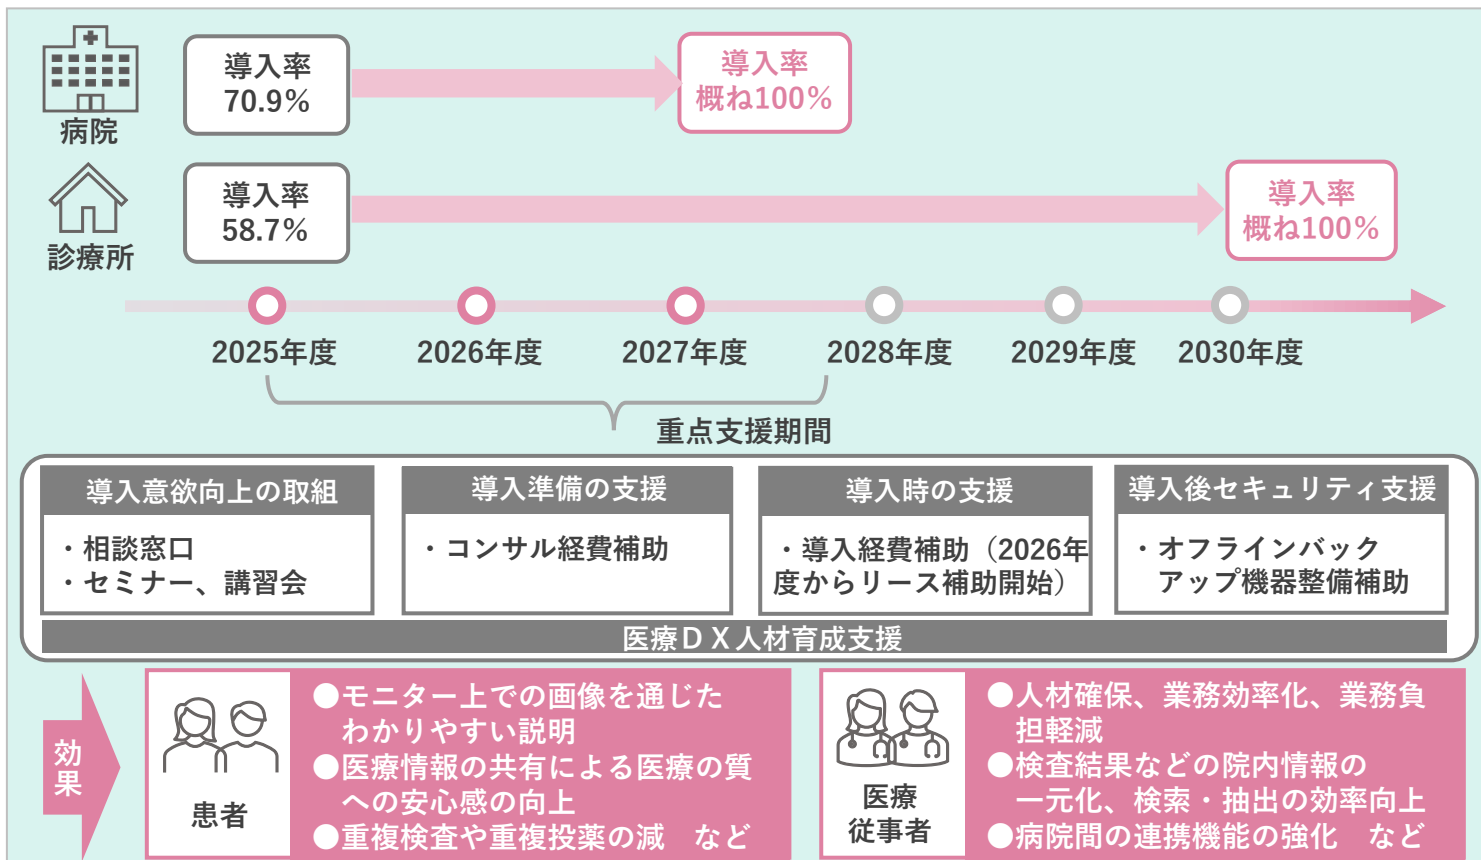 病院
導入率
70.9%
導入率
概ね100%
診療所
導入率
58.7%
導入率
概ね100%
2025年度
2026年度
2027年度
2028年度
2029年度
2030年度
重点支援期間
導入意欲向上の取組
・相談窓口
・セミナー、講習会
導入準備の支援
・コンサル経費補助
導入時の支援
・導入経費補助（2026年
度からリース補助開始）
導入後セキュリティ支援
・オフラインバック
アップ機器整備補助
医療ＤＸ人材育成支援
効果
患者
●モニター上での画像を通じた
わかりやすい説明
●医療情報の共有による医療の質
への安心感の向上
●重複検査や重複投薬の減　など
医療
従事者
●人材確保、業務効率化、業務負
担軽減
●検査結果などの院内情報の
一元化、検索・抽出の効率向上
●病院間の連携機能の強化　など